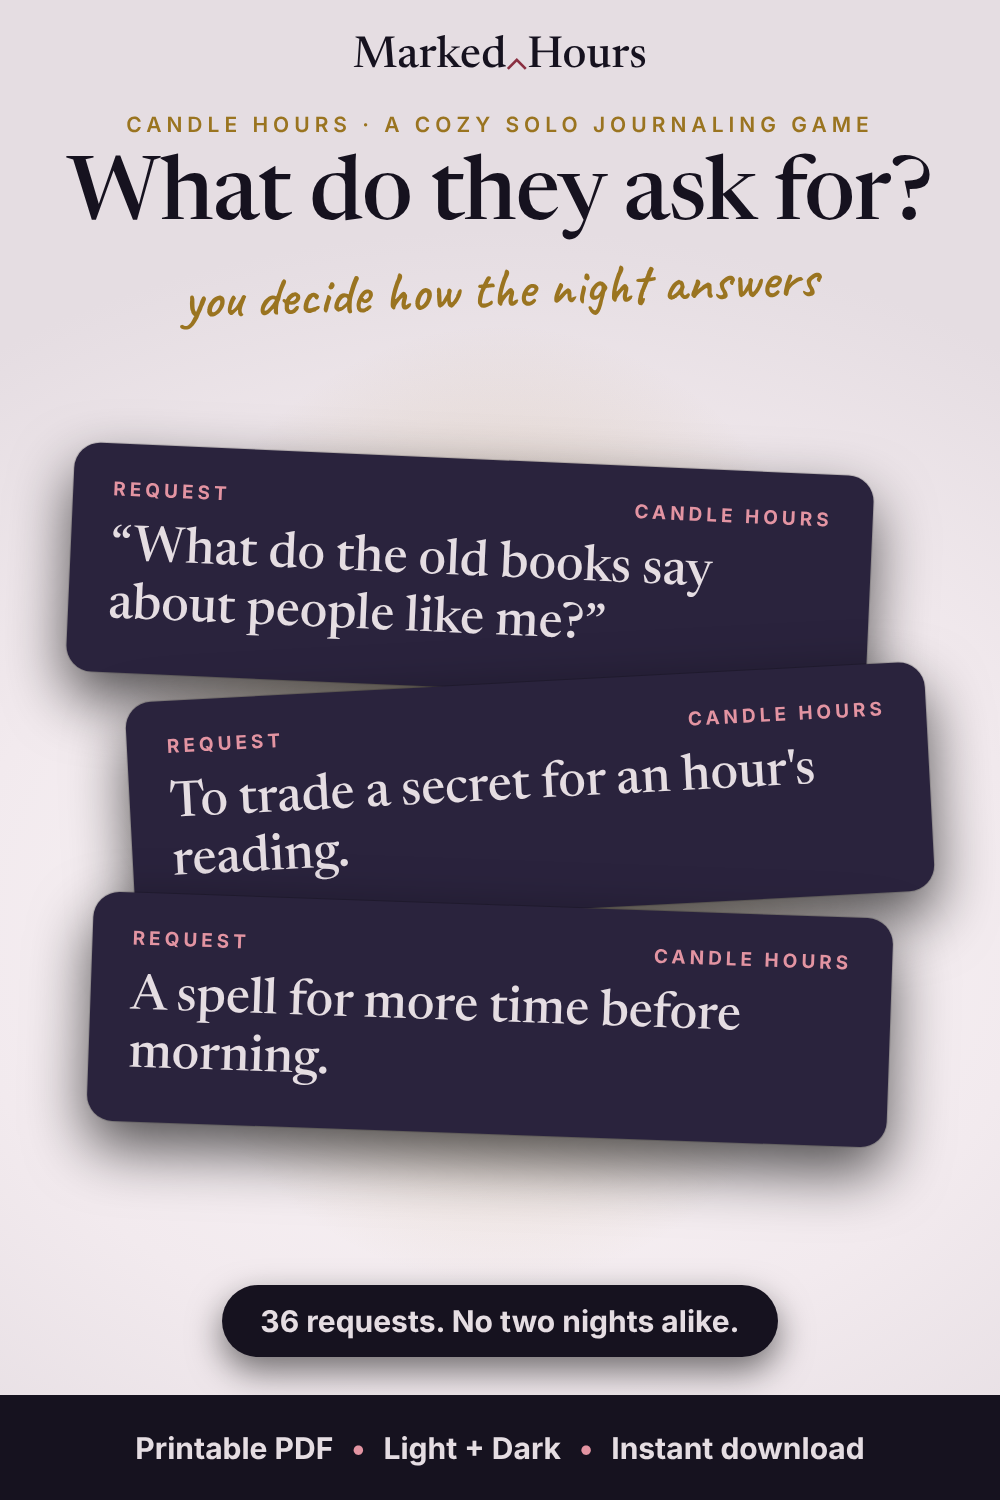 Marked‸Hours
CANDLE HOURS · A COZY SOLO JOURNALING GAME
What do they ask for?
you decide how the night answers
REQUEST
CANDLE HOURS
“What do the old books say
about people like me?”
REQUEST
CANDLE HOURS
To trade a secret for an hour's
reading.
REQUEST
CANDLE HOURS
A spell for more time before
morning.
36 requests. No two nights alike.
Printable PDF • Light + Dark • Instant download